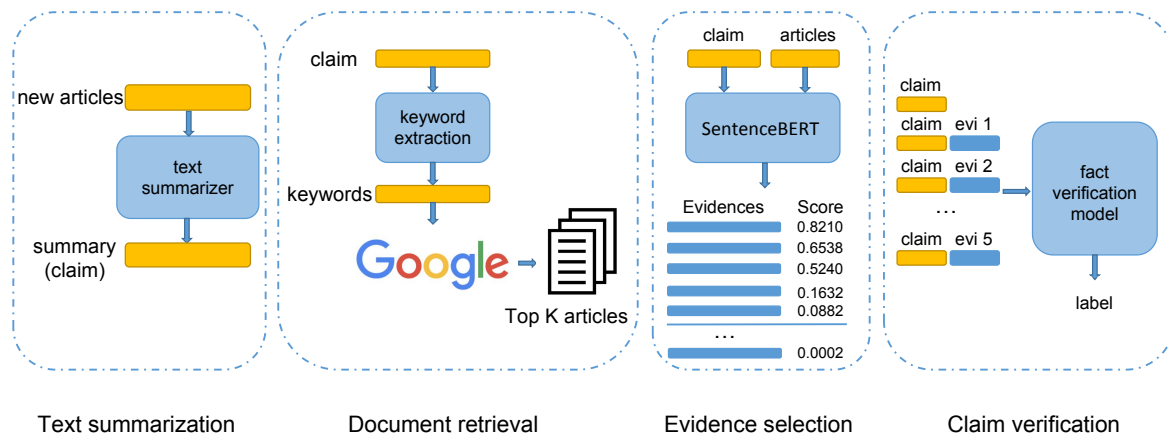 new articles
text
summarizer
summary
(claim)
Text summarization
claim
keyword
extraction
keywords
Google
Top K articles
Document retrieval
claim articles
SentenceBERT
Evidences Score
0.8210
0.6538
0.5240
0.1632
0.0882
...
0.0002
Evidence selection
claim
claim evi 1
claim evi 2
...
claim evi 5
fact
verification
model
label
Claim verification